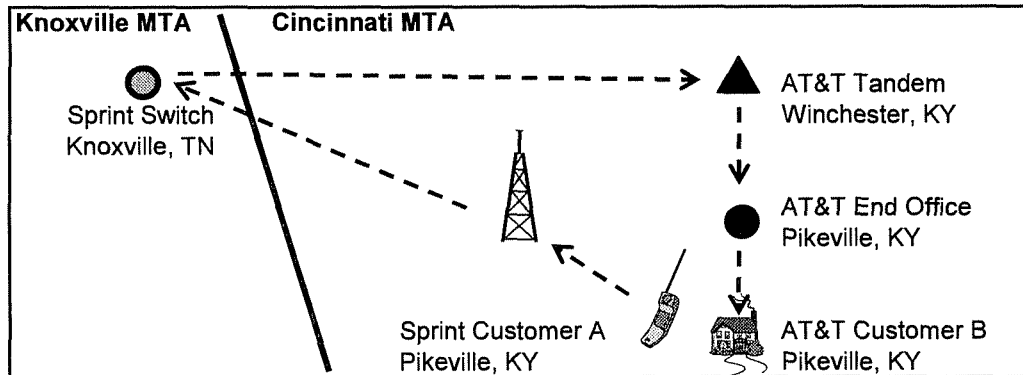 Knoxville MTA
Cincinnati MTA
Sprint Switch
Knoxville, TN
AT&T Tandem
Winchester, KY
AT&T End Office
Pikeville, KY
Sprint Customer A
Pikeville, KY
AT&T Customer B
Pikeville, KY